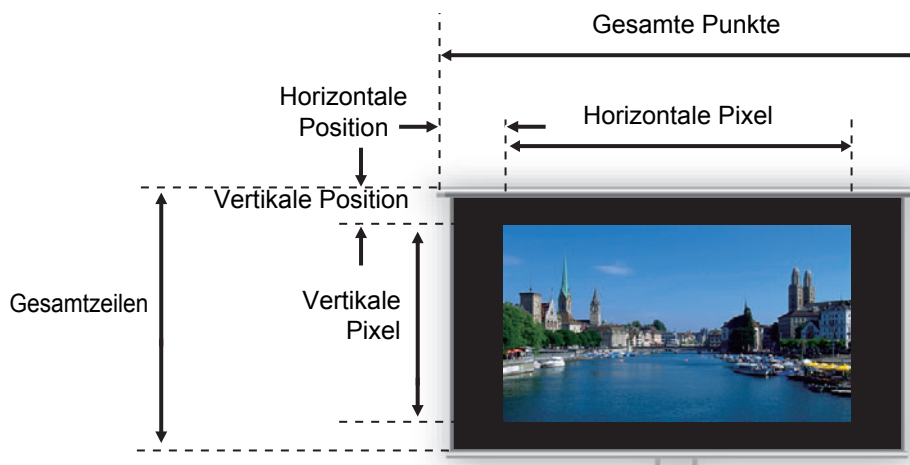 Gesamte Punkte
Horizontale
Position
Horizontale Pixel
Vertikale Position
Gesamtzeilen
Vertikale
Pixel